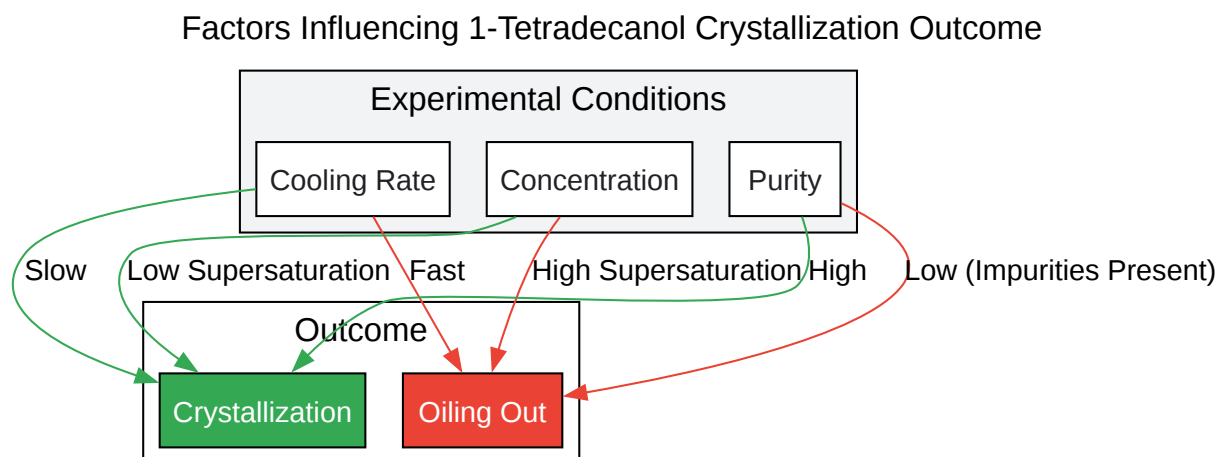 Factors Influencing 1-Tetradecanol Crystallization Outcome
Experimental Conditions
Cooling Rate
Concentration
Purity
Slow
Low Supersaturation
Fast
High Supersaturation
High
Low (Impurities Present)
Outcome
Crystallization
Oiling Out